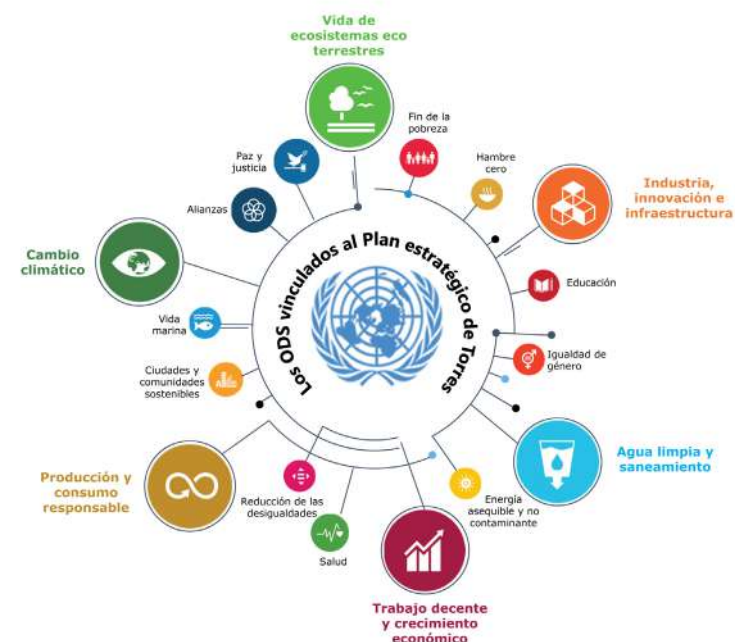 Vida de
ecosistemas eco
terrestres
Fin de la
pobreza
Hambre
cero
Industria,
innovación e
infraestructura
Educación
Igualdad de
género
Agua limpia y
saneamiento
Energía
asequible y no
contaminante
Trabajo decente
y crecimiento
económico
Salud
Reducción de las
desigualdades
Producción y
consumo
responsable
Ciudades y
comunidades
sostenibles
Vida
marina
Cambio
climático
Alianzas
Paz y
justicia
Los ODS vinculados al Plan estratégico de Torres